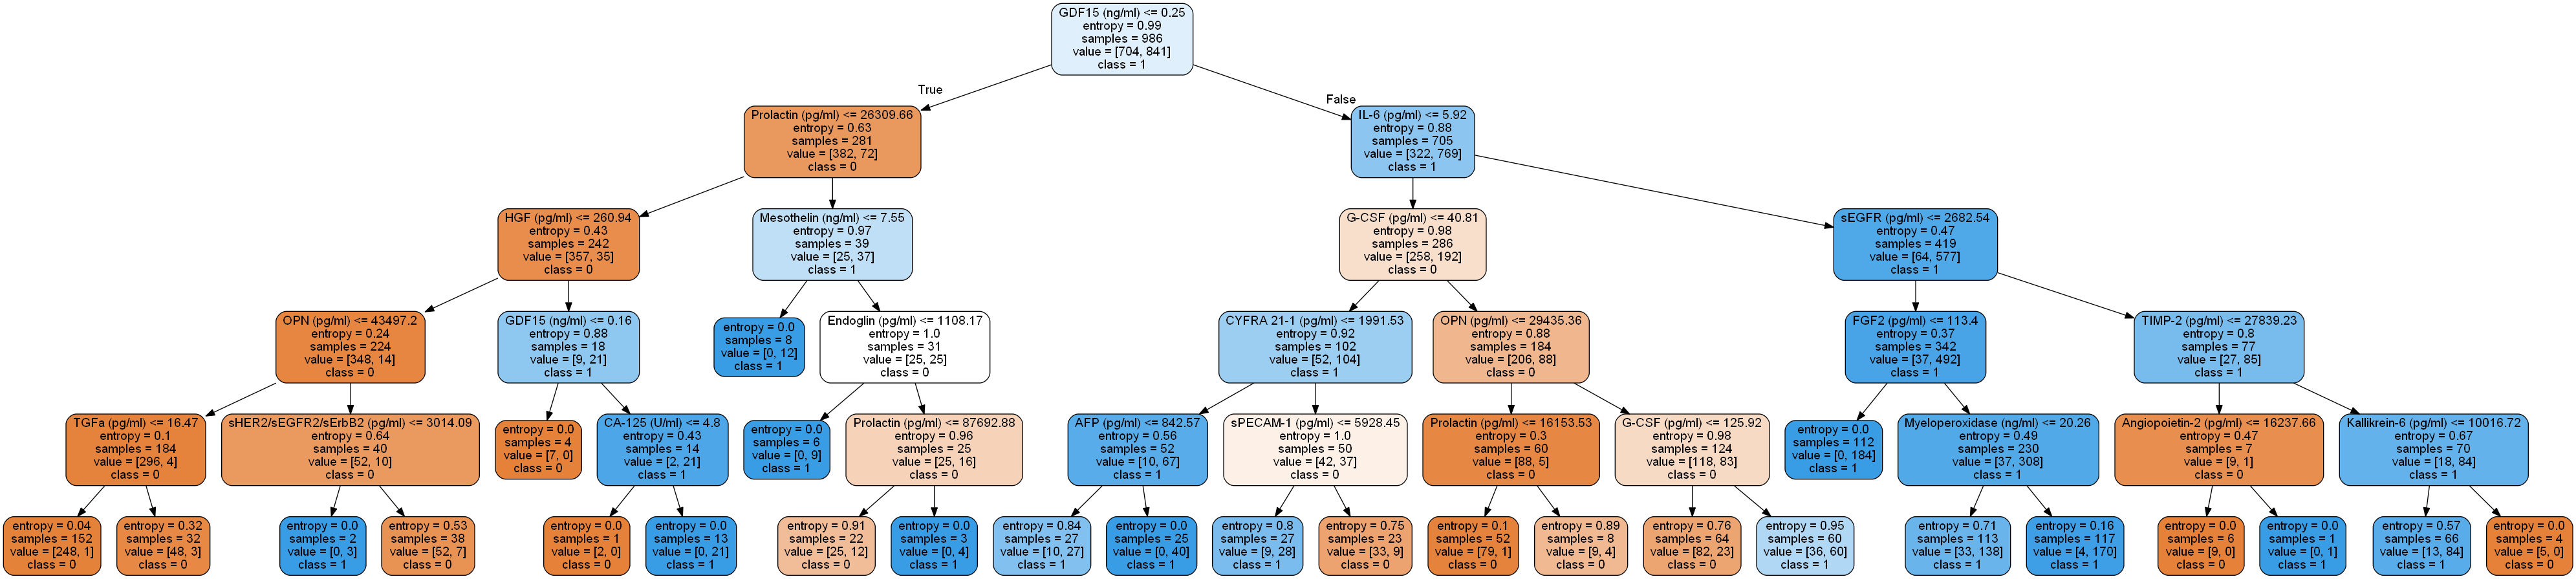 GDF15 (ng/ml) <= 0.25
entropy = 0.99
samples = 986
value = [704, 841]
class = 1
True
False
Prolactin (pg/ml) <= 26309.66
entropy = 0.63
samples = 281
value = [382, 72]
class = 0
IL-6 (pg/ml) <= 5.92
entropy = 0.88
samples = 705
value = [322, 769]
class = 1
HGF (pg/ml) <= 260.94
entropy = 0.43
samples = 242
value = [357, 35]
class = 0
Mesothelin (ng/ml) <= 7.55
entropy = 0.97
samples = 39
value = [25, 37]
class = 1
G-CSF (pg/ml) <= 40.81
entropy = 0.98
samples = 286
value = [258, 192]
class = 0
sEGFR (pg/ml) <= 2682.54
entropy = 0.47
samples = 419
value = [64, 577]
class = 1
OPN (pg/ml) <= 43497.2
entropy = 0.24
samples = 224
value = [348, 14]
class = 0
GDF15 (ng/ml) <= 0.16
entropy = 0.88
samples = 18
value = [9, 21]
class = 1
entropy = 0.0
samples = 8
value = [0, 12]
class = 1
Endoglin (pg/ml) <= 1108.17
entropy = 1.0
samples = 31
value = [25, 25]
class = 0
CYFRA 21-1 (pg/ml) <= 1991.53
entropy = 0.92
samples = 102
value = [52, 104]
class = 1
OPN (pg/ml) <= 29435.36
entropy = 0.88
samples = 184
value = [206, 88]
class = 0
FGF2 (pg/ml) <= 113.4
entropy = 0.37
samples = 342
value = [37, 492]
class = 1
TIMP-2 (pg/ml) <= 27839.23
entropy = 0.8
samples = 77
value = [27, 85]
class = 1
TGFa (pg/ml) <= 16.47
entropy = 0.1
samples = 184
value = [296, 4]
class = 0
sHER2/sEGFR2/sErbB2 (pg/ml) <= 3014.09
entropy = 0.64
samples = 40
value = [52, 10]
class = 0
entropy = 0.0
samples = 4
value = [7, 0]
class = 0
CA-125 (U/ml) <= 4.8
entropy = 0.43
samples = 14
value = [2, 21]
class = 1
entropy = 0.0
samples = 6
value = [0, 9]
class = 1
Prolactin (pg/ml) <= 87692.88
entropy = 0.96
samples = 25
value = [25, 16]
class = 0
AFP (pg/ml) <= 842.57
entropy = 0.56
samples = 52
value = [10, 67]
class = 1
sPECAM-1 (pg/ml) <= 5928.45
entropy = 1.0
samples = 50
value = [42, 37]
class = 0
Prolactin (pg/ml) <= 16153.53
entropy = 0.3
samples = 60
value = [88, 5]
class = 0
G-CSF (pg/ml) <= 125.92
entropy = 0.98
samples = 124
value = [118, 83]
class = 0
entropy = 0.0
samples = 112
value = [0, 184]
class = 1
Myeloperoxidase (ng/ml) <= 20.26
entropy = 0.49
samples = 230
value = [37, 308]
class = 1
Angiopoietin-2 (pg/ml) <= 16237.66
entropy = 0.47
samples = 7
value = [9, 1]
class = 0
Kallikrein-6 (pg/ml) <= 10016.72
entropy = 0.67
samples = 70
value = [18, 84]
class = 1
entropy = 0.04
samples = 152
value = [248, 1]
class = 0
entropy = 0.32
samples = 32
value = [48, 3]
class = 0
entropy = 0.0
samples = 2
value = [0, 3]
class = 1
entropy = 0.53
samples = 38
value = [52, 7]
class = 0
entropy = 0.0
samples = 1
value = [2, 0]
class = 0
entropy = 0.0
samples = 13
value = [0, 21]
class = 1
entropy = 0.91
samples = 22
value = [25, 12]
class = 0
entropy = 0.0
samples = 3
value = [0, 4]
class = 1
entropy = 0.84
samples = 27
value = [10, 27]
class = 1
entropy = 0.0
samples = 25
value = [0, 40]
class = 1
entropy = 0.8
samples = 27
value = [9, 28]
class = 1
entropy = 0.75
samples = 23
value = [33, 9]
class = 0
entropy = 0.1
samples = 52
value = [79, 1]
class = 0
entropy = 0.89
samples = 8
value = [9, 4]
class = 0
entropy = 0.76
samples = 64
value = [82, 23]
class = 0
entropy = 0.95
samples = 60
value = [36, 60]
class = 1
entropy = 0.71
samples = 113
value = [33, 138]
class = 1
entropy = 0.16
samples = 117
value = [4, 170]
class = 1
entropy = 0.0
samples = 6
value = [9, 0]
class = 0
entropy = 0.0
samples = 1
value = [0, 1]
class = 1
entropy = 0.57
samples = 66
value = [13, 84]
class = 1
entropy = 0.0
samples = 4
value = [5, 0]
class = 0